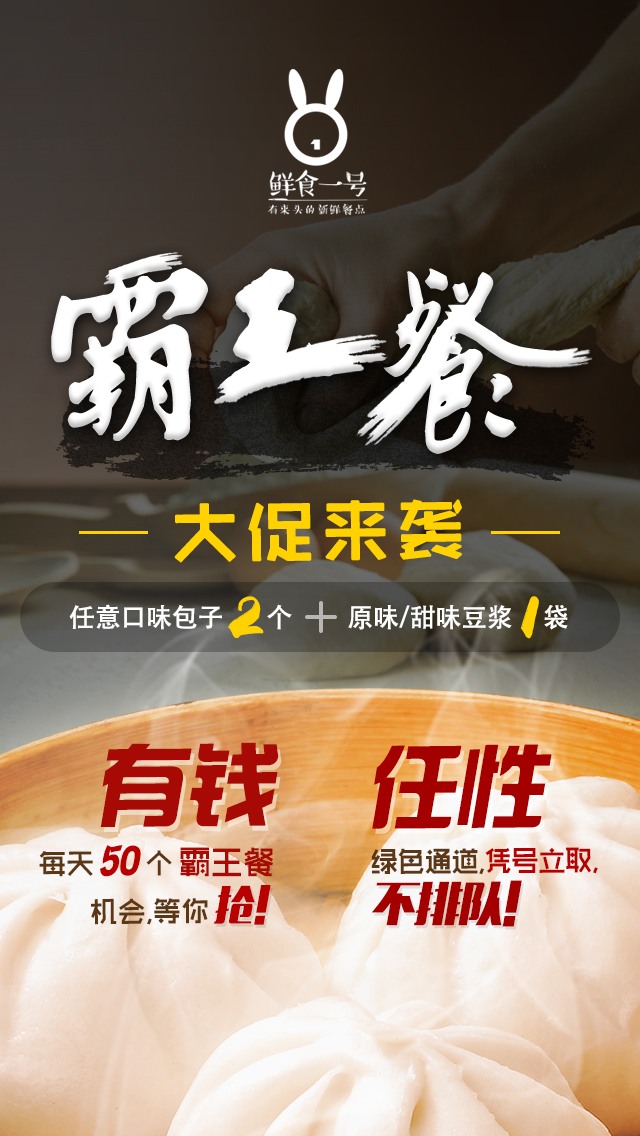 1
鲜食一号
有来头的新鲜餐点
霸王餐
大促来袭
任意口味包子2个 + 原味/甜味豆浆1袋
有钱 任性
每天50个霸王餐
机会,等你抢!
绿色通道,凭号立取,
不排队!